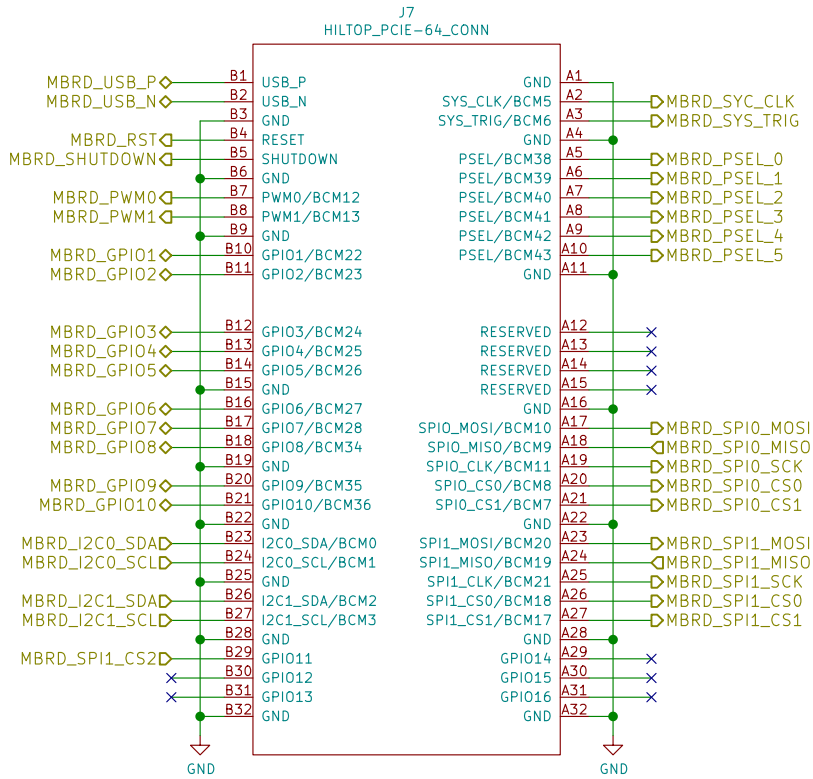 J7
HILTOP_PCIE-64_CONN
MBRD_USB_P B1 USB_P GND A1
MBRD_USB_N B2 USB_N SYS_CLK/BCM5 A2 MBRD_SYC_CLK
B3 GND SYS_TRIG/BCM6 A3 MBRD_SYS_TRIG
MBRD_RST B4 RESET GND A4
MBRD_SHUTDOWN B5 SHUTDOWN PSEL/BCM38 A5 MBRD_PSEL_0
B6 GND PSEL/BCM39 A6 MBRD_PSEL_1
MBRD_PWM0 B7 PWM0/BCM12 PSEL/BCM40 A7 MBRD_PSEL_2
MBRD_PWM1 B8 PWM1/BCM13 PSEL/BCM41 A8 MBRD_PSEL_3
B9 GND PSEL/BCM42 A9 MBRD_PSEL_4
MBRD_GPIO1 B10 GPIO1/BCM22 PSEL/BCM43 A10 MBRD_PSEL_5
MBRD_GPIO2 B11 GPIO2/BCM23 GND A11
MBRD_GPIO3 B12 GPIO3/BCM24 RESERVED A12
MBRD_GPIO4 B13 GPIO4/BCM25 RESERVED A13
MBRD_GPIO5 B14 GPIO5/BCM26 RESERVED A14
B15 GND RESERVED A15
MBRD_GPIO6 B16 GPIO6/BCM27 GND A16
MBRD_GPIO7 B17 GPIO7/BCM28 SPI0_MOSI/BCM10 A17 MBRD_SPI0_MOSI
MBRD_GPIO8 B18 GPIO8/BCM34 SPI0_MISO/BCM9 A18 MBRD_SPI0_MISO
B19 GND SPI0_CLK/BCM11 A19 MBRD_SPI0_SCK
MBRD_GPIO9 B20 GPIO9/BCM35 SPI0_CS0/BCM8 A20 MBRD_SPI0_CS0
MBRD_GPIO10 B21 GPIO10/BCM36 SPI0_CS1/BCM7 A21 MBRD_SPI0_CS1
B22 GND GND A22
MBRD_I2C0_SDA B23 I2C0_SDA/BCM0 SPI1_MOSI/BCM20 A23 MBRD_SPI1_MOSI
MBRD_I2C0_SCL B24 I2C0_SCL/BCM1 SPI1_MISO/BCM19 A24 MBRD_SPI1_MISO
B25 GND SPI1_CLK/BCM21 A25 MBRD_SPI1_SCK
MBRD_I2C1_SDA B26 I2C1_SDA/BCM2 SPI1_CS0/BCM18 A26 MBRD_SPI1_CS0
MBRD_I2C1_SCL B27 I2C1_SCL/BCM3 SPI1_CS1/BCM17 A27 MBRD_SPI1_CS1
B28 GND GND A28
MBRD_SPI1_CS2 B29 GPIO11 GPIO14 A29
B30 GPIO12 GPIO15 A30
B31 GPIO13 GPIO16 A31
B32 GND GND A32
GND GND